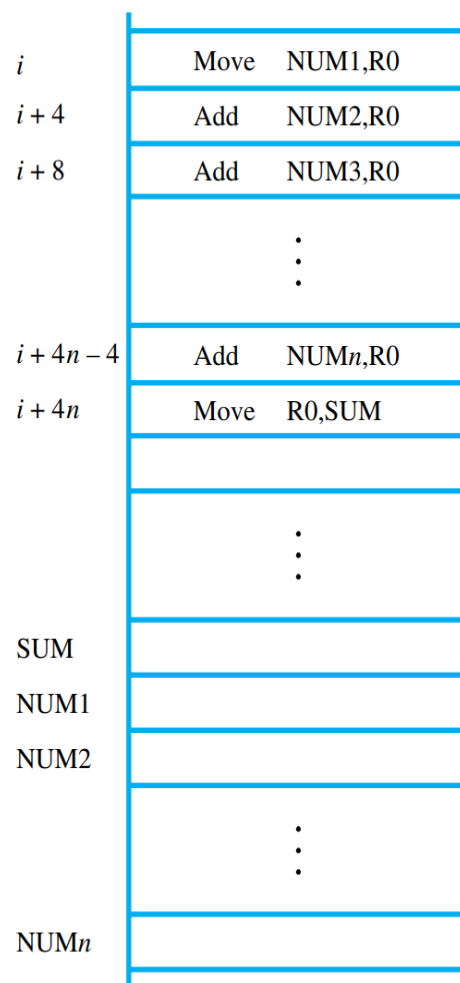 i Move NUM1,R0
i + 4 Add NUM2,R0
i + 8 Add NUM3,R0
i + 4n – 4 Add NUMn,R0
i + 4n Move R0,SUM
SUM
NUM1
NUM2
NUMn